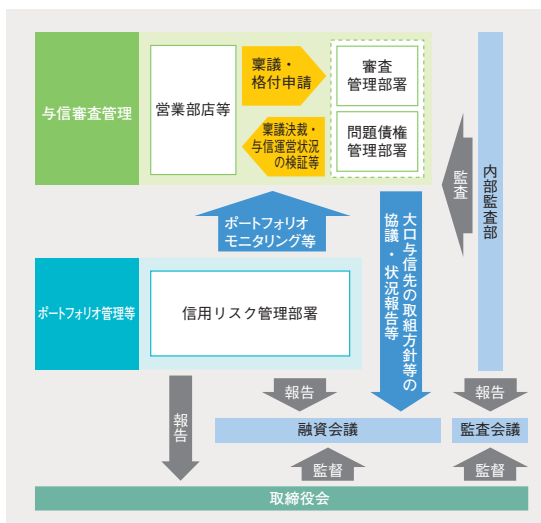 与信審査管理
営業部店等
稟議・
格付申請
稟議決裁・
与信運営状況
の検証等
審査
管理部署
問題債権
管理部署
監査
内部監査部
ポートフォリオ
モニタリング等
大口与信先の取組方針等の
協議・状況報告等
ポートフォリオ管理等
信用リスク管理部署
報告
報告
報告
融資会議
監査会議
監督
監督
取締役会